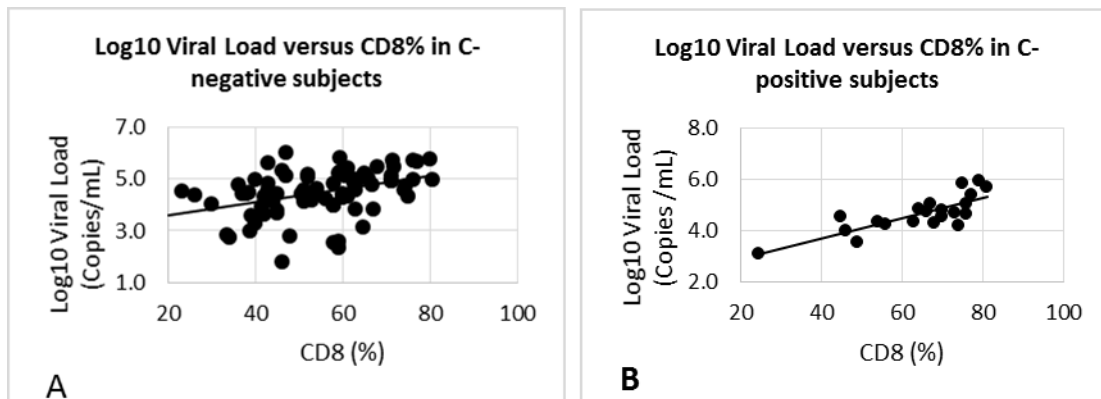 Log10 Viral Load versus CD8% in C-
negative subjects
Log10 Viral Load
(Copies/mL)
7.0
5.0
3.0
1.0
20 40 60 80 100
CD8 (%)
A
Log10 Viral Load versus CD8% in C-
positive subjects
Log10 Viral Load
(Copies /mL)
8.0
6.0
4.0
2.0
20 40 60 80 100
CD8 (%)
B